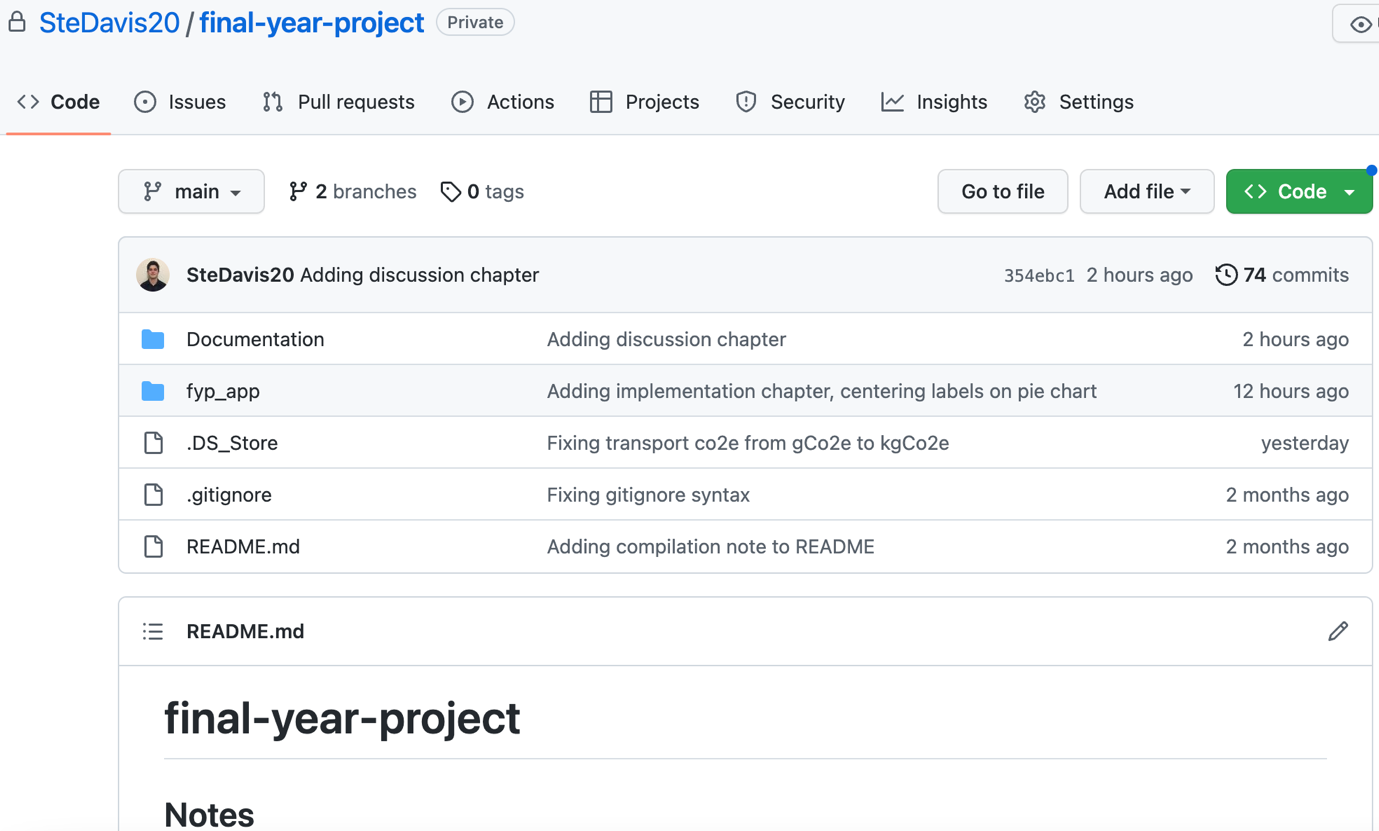 SteDavis20 / final-year-project Private
Code Issues Pull requests Actions Projects Security Insights Settings
main 2 branches 0 tags Go to file Add file Code
SteDavis20 Adding discussion chapter 354ebc1 2 hours ago 74 commits
Documentation Adding discussion chapter 2 hours ago
fyp_app Adding implementation chapter, centering labels on pie chart 12 hours ago
.DS_Store Fixing transport co2e from gCo2e to kgCo2e yesterday
.gitignore Fixing gitignore syntax 2 months ago
README.md Adding compilation note to README 2 months ago
README.md
final-year-project
Notes